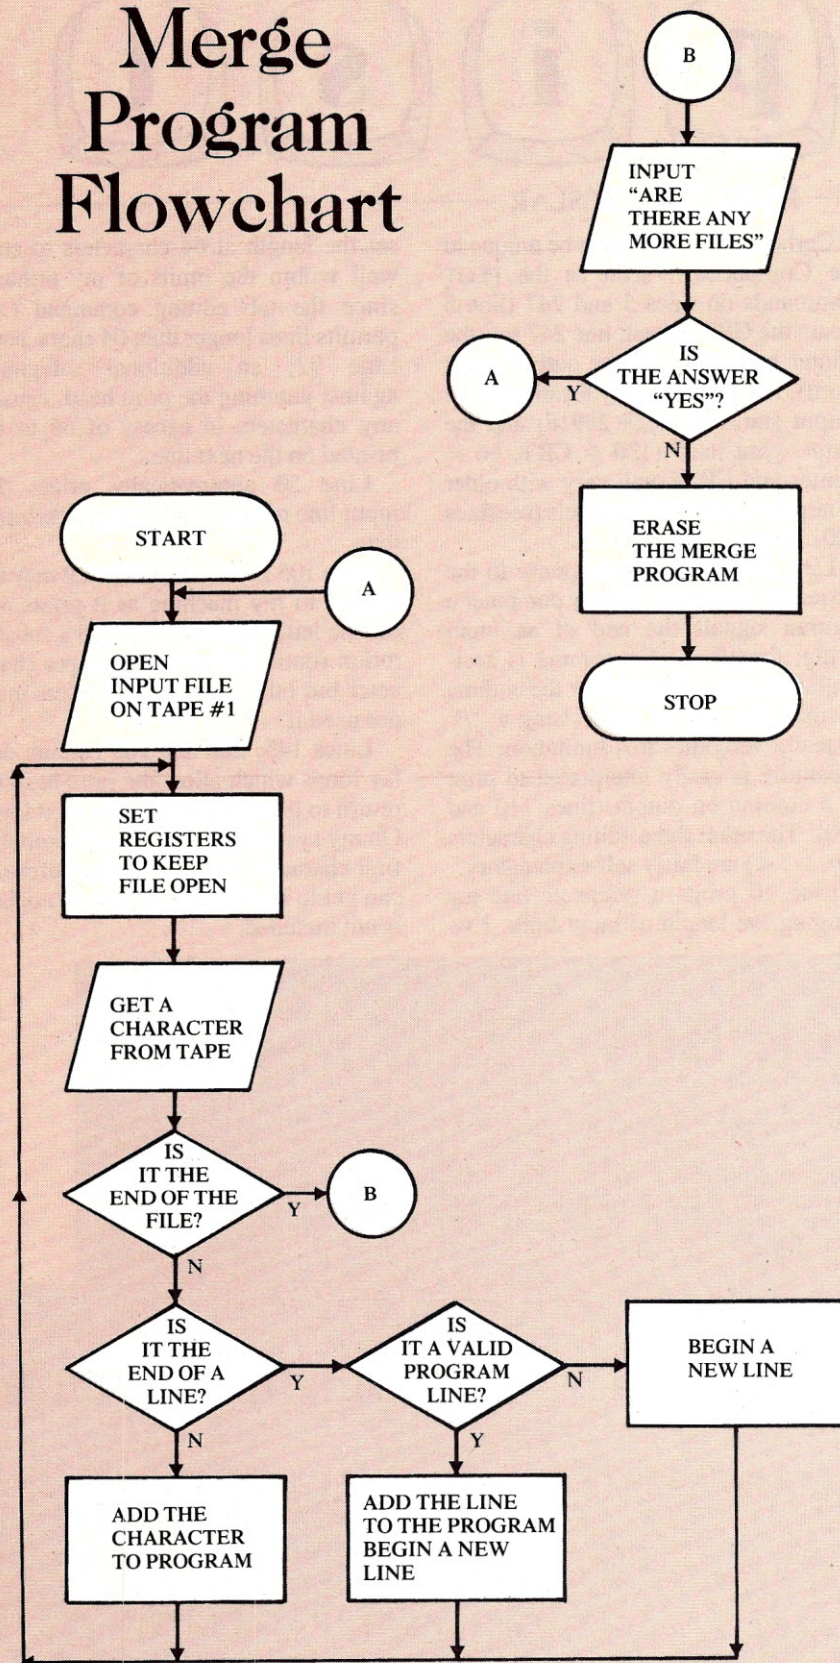 Merge
Program
Flowchart
B
INPUT
“ARE
THERE ANY
MORE FILES”
IS
THE ANSWER
“YES”?
Y
A
N
ERASE
THE MERGE
PROGRAM
STOP
START
A
OPEN
INPUT FILE
ON TAPE #1
SET
REGISTERS
TO KEEP
FILE OPEN
GET A
CHARACTER
FROM TAPE
IS
IT THE
END OF THE
FILE?
Y
B
N
IS
IT THE
END OF A
LINE?
Y
IS
IT A VALID
PROGRAM
LINE?
N
BEGIN A
NEW LINE
N
Y
ADD THE
CHARACTER
TO PROGRAM
ADD THE LINE
TO THE PROGRAM
BEGIN A NEW
LINE